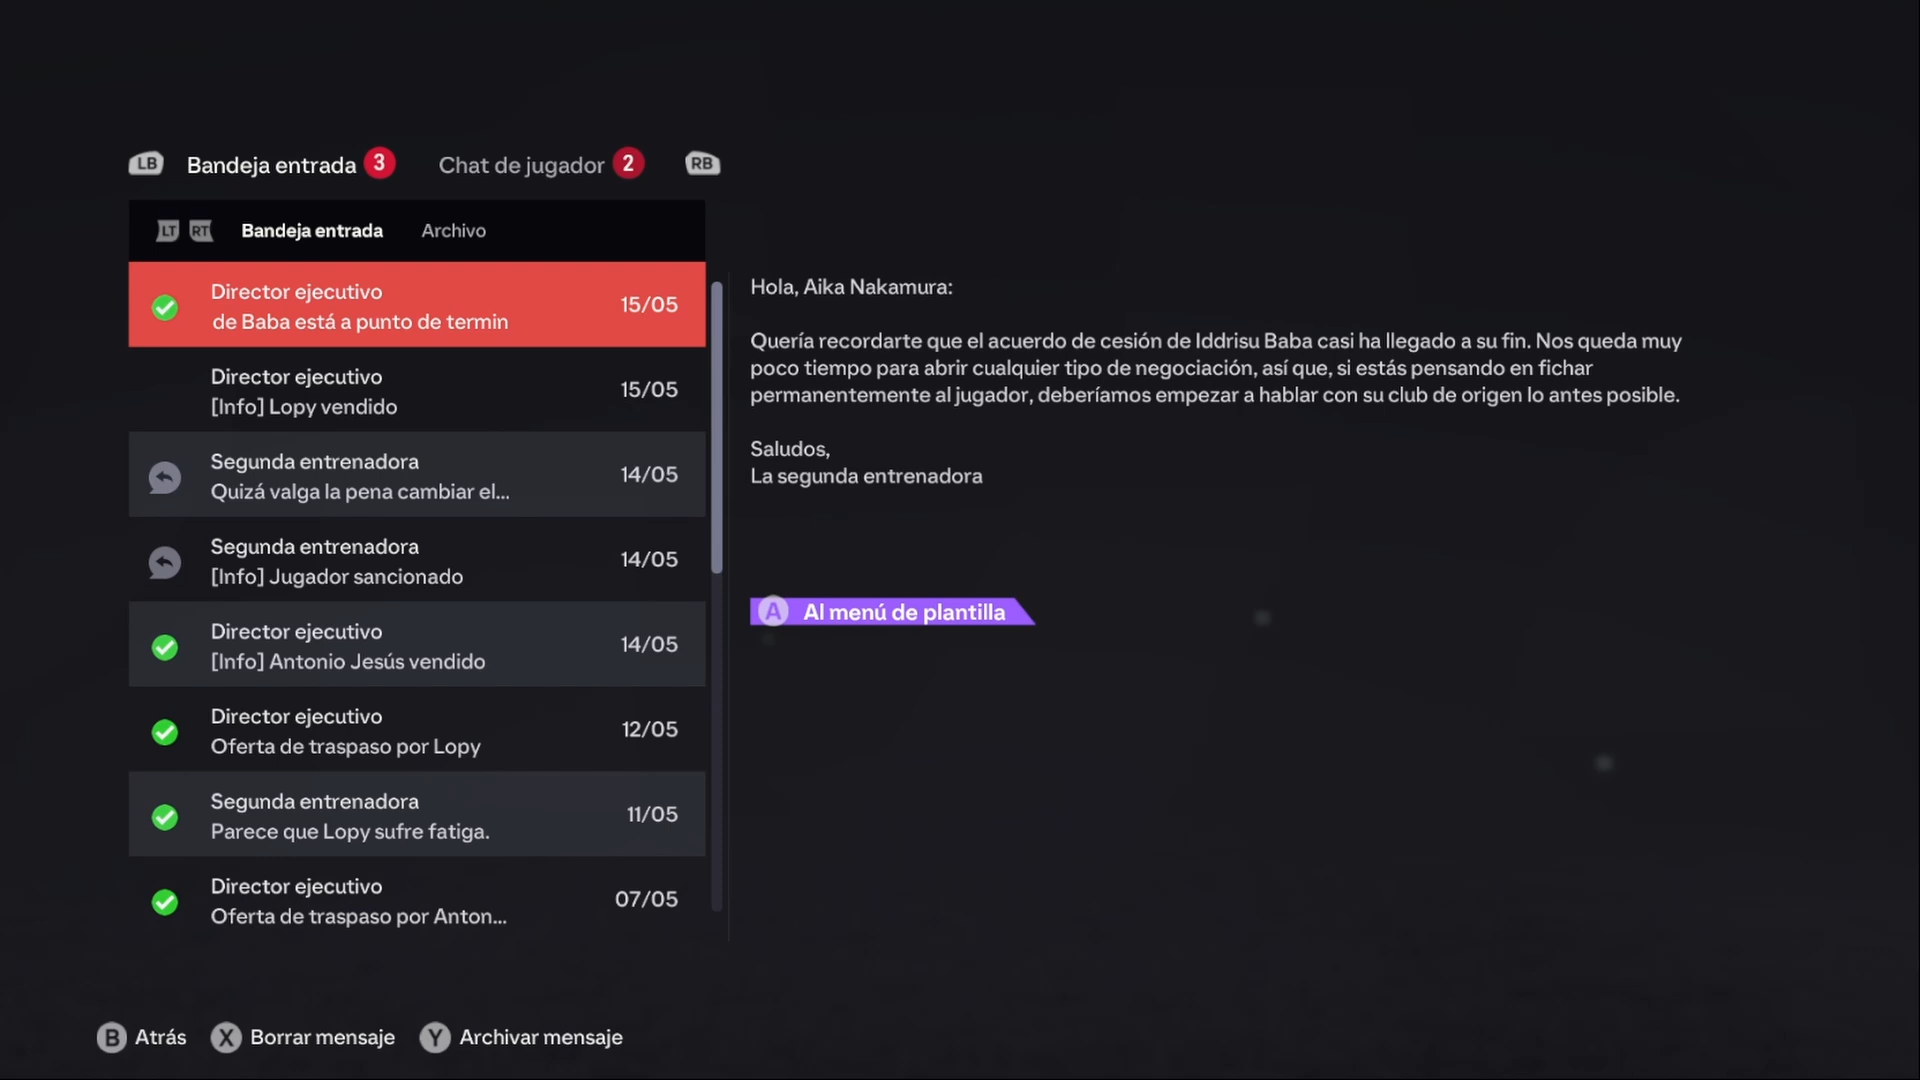 LB Bandeja entrada 3 Chat de jugador 2 RB
LT RT Bandeja entrada Archivo
Director ejecutivo
de Baba está a punto de termin
15/05
Director ejecutivo
[Info] Lopy vendido
15/05
Segunda entrenadora
Quizá valga la pena cambiar el...
14/05
Segunda entrenadora
[Info] Jugador sancionado
14/05
Director ejecutivo
[Info] Antonio Jesús vendido
14/05
Director ejecutivo
Oferta de traspaso por Lopy
12/05
Segunda entrenadora
Parece que Lopy sufre fatiga.
11/05
Director ejecutivo
Oferta de traspaso por Anton...
07/05
Hola, Aika Nakamura:
Quería recordarte que el acuerdo de cesión de Iddrisu Baba casi ha llegado a su fin. Nos queda muy
poco tiempo para abrir cualquier tipo de negociación, así que, si estás pensando en fichar
permanentemente al jugador, deberíamos empezar a hablar con su club de origen lo antes posible.
Saludos,
La segunda entrenadora
A Al menú de plantilla
B Atrás X Borrar mensaje Y Archivar mensaje